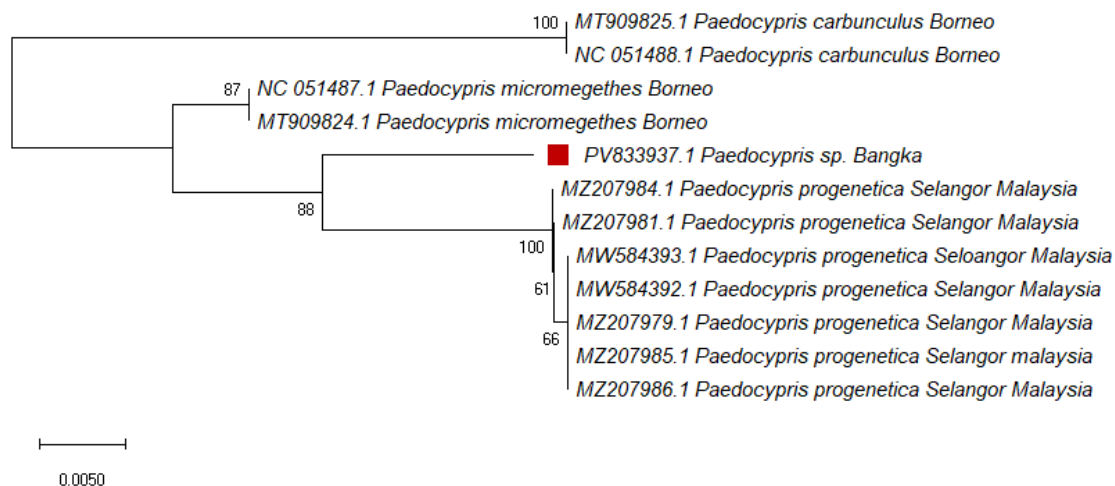 100 MT909825.1 Paedocypris carbunculus Borneo
NC 051488.1 Paedocypris carbunculus Borneo
87 NC 051487.1 Paedocypris micromegethes Borneo
MT909824.1 Paedocypris micromegethes Borneo
PV833937.1 Paedocypris sp. Bangka
MZ207984.1 Paedocypris progenetica Selangor Malaysia
88
MZ207981.1 Paedocypris progenetica Selangor Malaysia
100
MW584393.1 Paedocypris progenetica Seloangor Malaysia
61
MW584392.1 Paedocypris progenetica Selangor Malaysia
MZ207979.1 Paedocypris progenetica Selangor Malaysia
66
MZ207985.1 Paedocypris progenetica Selangor malaysia
MZ207986.1 Paedocypris progenetica Selangor Malaysia
0.0050